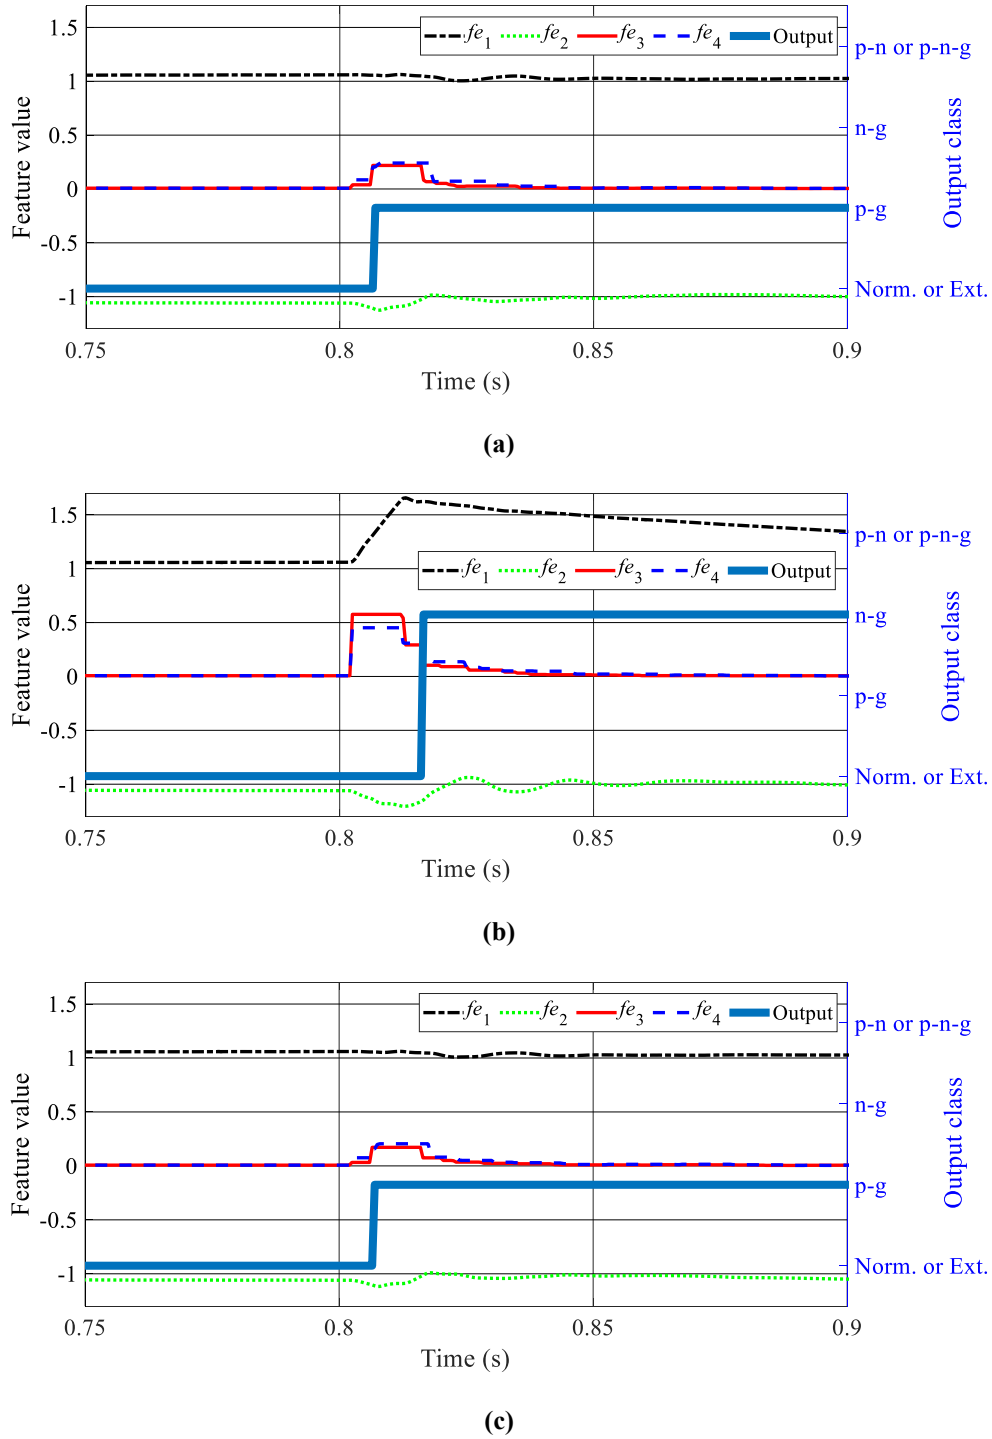 1.5
fe1 fe2 fe3 fe4 Output
p-n or p-n-g
1
0.5
n-g
0
p-g
-0.5
-1
Norm. or Ext.
Feature value
Output class
0.75 0.8 0.85 0.9
Time (s)
(a)
1.5
p-n or p-n-g
fe1 fe2 fe3 fe4 Output
1
0.5
n-g
0
p-g
-0.5
-1
Norm. or Ext.
Feature value
Output class
0.75 0.8 0.85 0.9
Time (s)
(b)
1.5
fe1 fe2 fe3 fe4 Output
p-n or p-n-g
1
0.5
n-g
0
p-g
-0.5
-1
Norm. or Ext.
Feature value
Output class
0.75 0.8 0.85 0.9
Time (s)
(c)